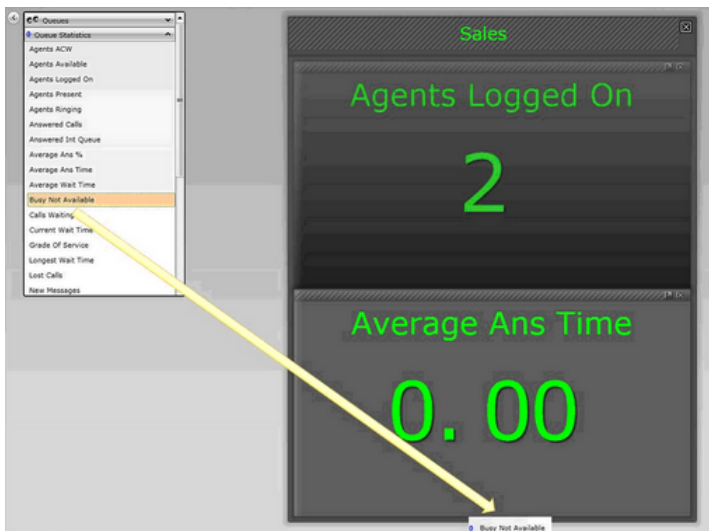 Queues
Queue Statistics
Agents ACW
Agents Available
Agents Logged On
Agents Present
Agents Ringing
Answered Calls
Answered Int Queue
Average Ans %
Average Ans Time
Average Wait Time
Busy Not Available
Calls Waiting
Current Wait Time
Grade Of Service
Longest Wait Time
Lost Calls
New Messages
Sales
Agents Logged On
2
Average Ans Time
0.00
Busy Not Available